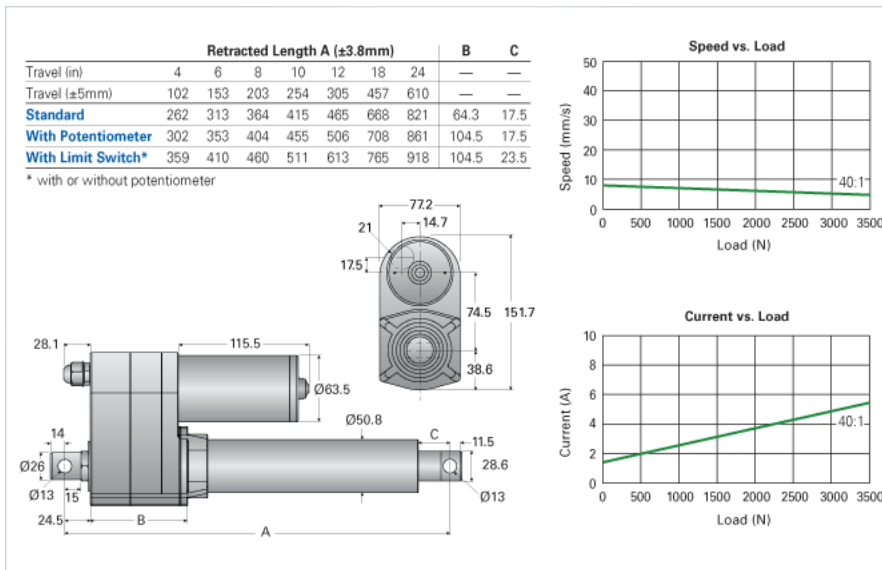 Retracted Length A (±3.8mm) B C
Travel (in) 4 6 8 10 12 18 24 — —
Travel (±5mm) 102 153 203 254 305 457 610 — —
Standard 262 313 364 415 465 668 821 64.3 17.5
With Potentiometer 302 353 404 455 506 708 861 104.5 17.5
With Limit Switch* 359 410 460 511 613 765 918 104.5 23.5
* with or without potentiometer
77.2
14.7
21
17.5
74.5
151.7
38.6
28.1
115.5
Ø63.5
Ø50.8
14
C
11.5
Ø26
28.6
Ø13
15
Ø13
24.5
B
A
Speed vs. Load
Speed (mm/s)
50
40
30
20
10
0
40:1
0 500 1000 1500 2000 2500 3000 3500
Load (N)
Current vs. Load
Current (A)
10
8
6
4
2
0
40:1
0 500 1000 1500 2000 2500 3000 3500
Load (N)